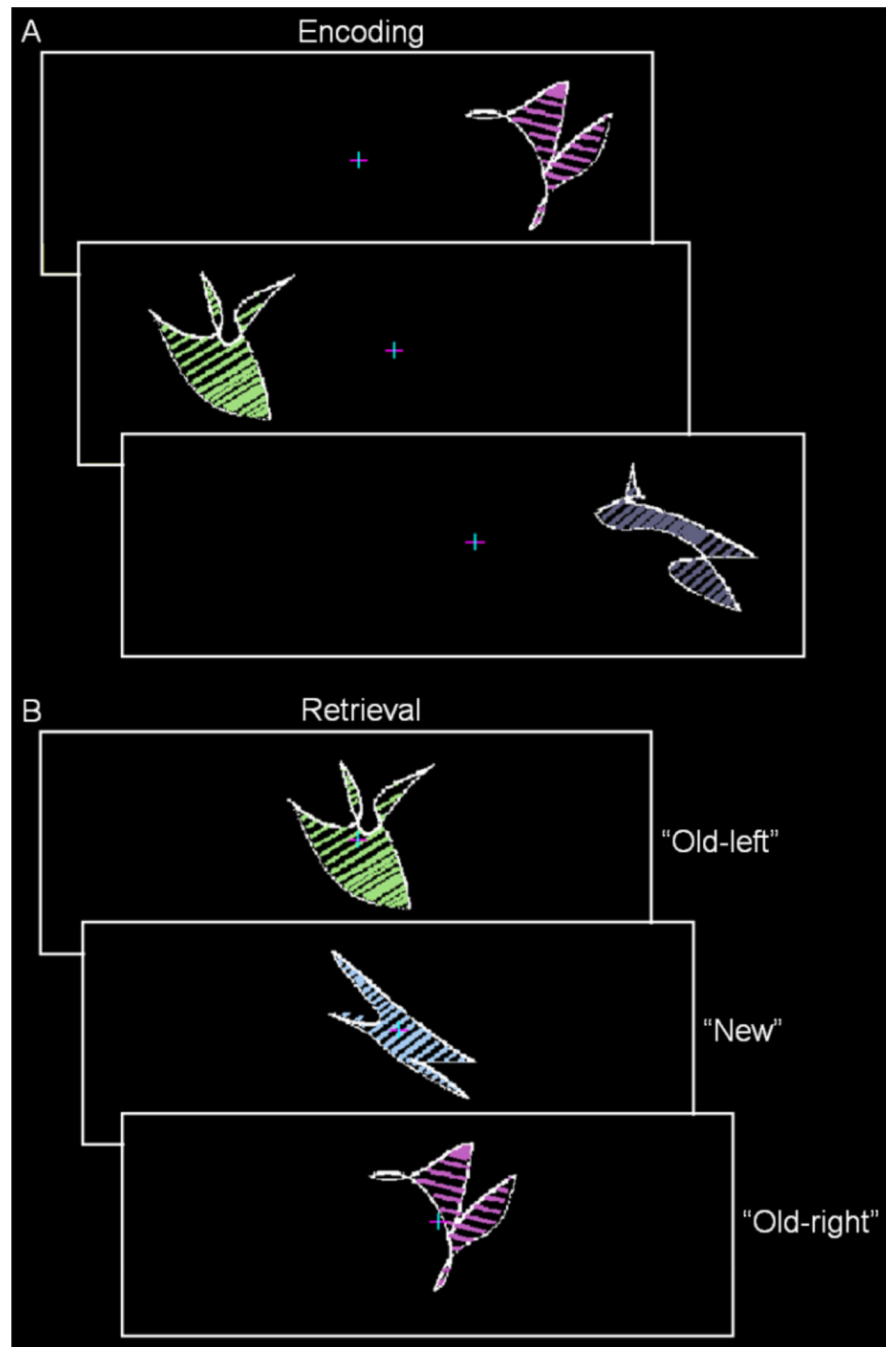 A
Encoding
B
Retrieval
“Old-left”
“New”
“Old-right”